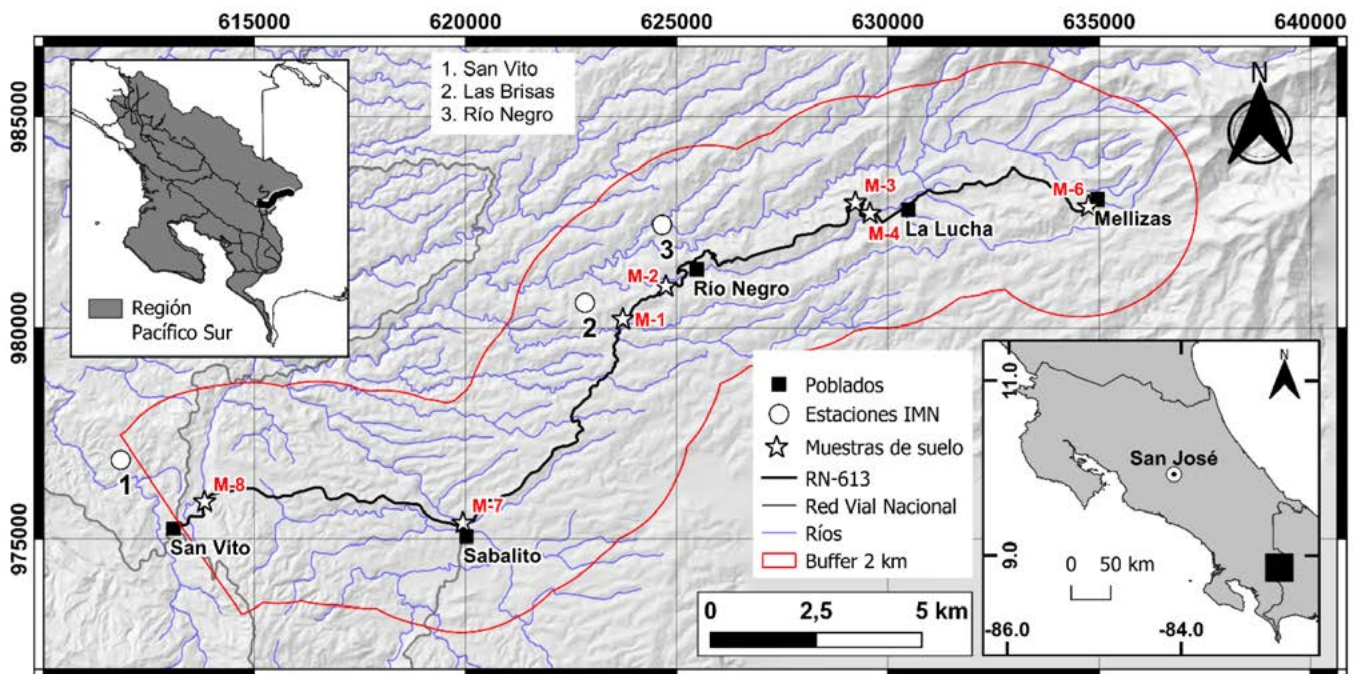 615000
620000
625000
630000
635000
640000
1. San Vito
2. Las Brisas
3. Río Negro
N
985000
980000
975000
Región
Pacífico Sur
M-3
M-6
M-4
La Lucha
Mellizas
3
M-2
Río Negro
2
M-1
1
M-8
San Vito
M-7
Sabalito
Poblados
Estaciones IMN
Muestras de suelo
RN-613
Red Vial Nacional
Ríos
Buffer 2 km
0
2,5
5 km
N
11.0
9.0
San José
0
50 km
-86.0
-84.0